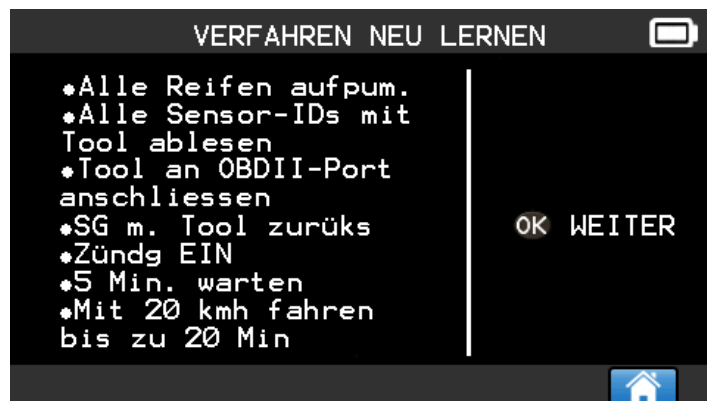 VERFAHREN NEU LERNEN
•Alle Reifen aufpum.
•Alle Sensor-IDs mit
Tool ablesen
•Tool an OBDII-Port
anschliessen
•SG m. Tool zurüks
•Zündg EIN
•5 Min. warten
•Mit 20 kmh fahren
bis zu 20 Min
OK WEITER